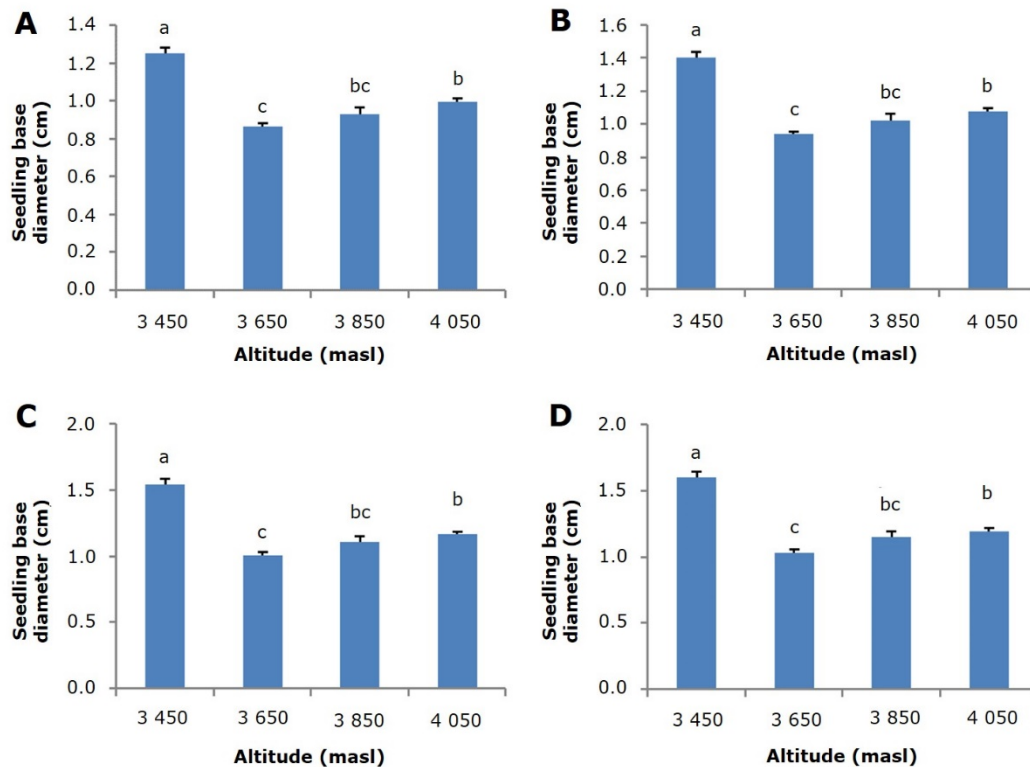 A
Seedling base
diameter (cm)
1.4
1.2
1.0
0.8
0.6
0.4
0.2
0.0
a
c
bc
b
3 450
3 650
3 850
4 050
Altitude (masl)
B
Seedling base
diameter (cm)
1.6
1.4
1.2
1.0
0.8
0.6
0.4
0.2
0.0
a
c
bc
b
3 450
3 650
3 850
4 050
Altitude (masl)
C
Seedling base
diameter (cm)
2.0
1.5
1.0
0.5
0.0
a
c
bc
b
3 450
3 650
3 850
4 050
Altitude (masl)
D
Seedling base
diameter (cm)
2.0
1.5
1.0
0.5
0.0
a
c
bc
b
3 450
3 650
3 850
4 050
Altitude (masl)